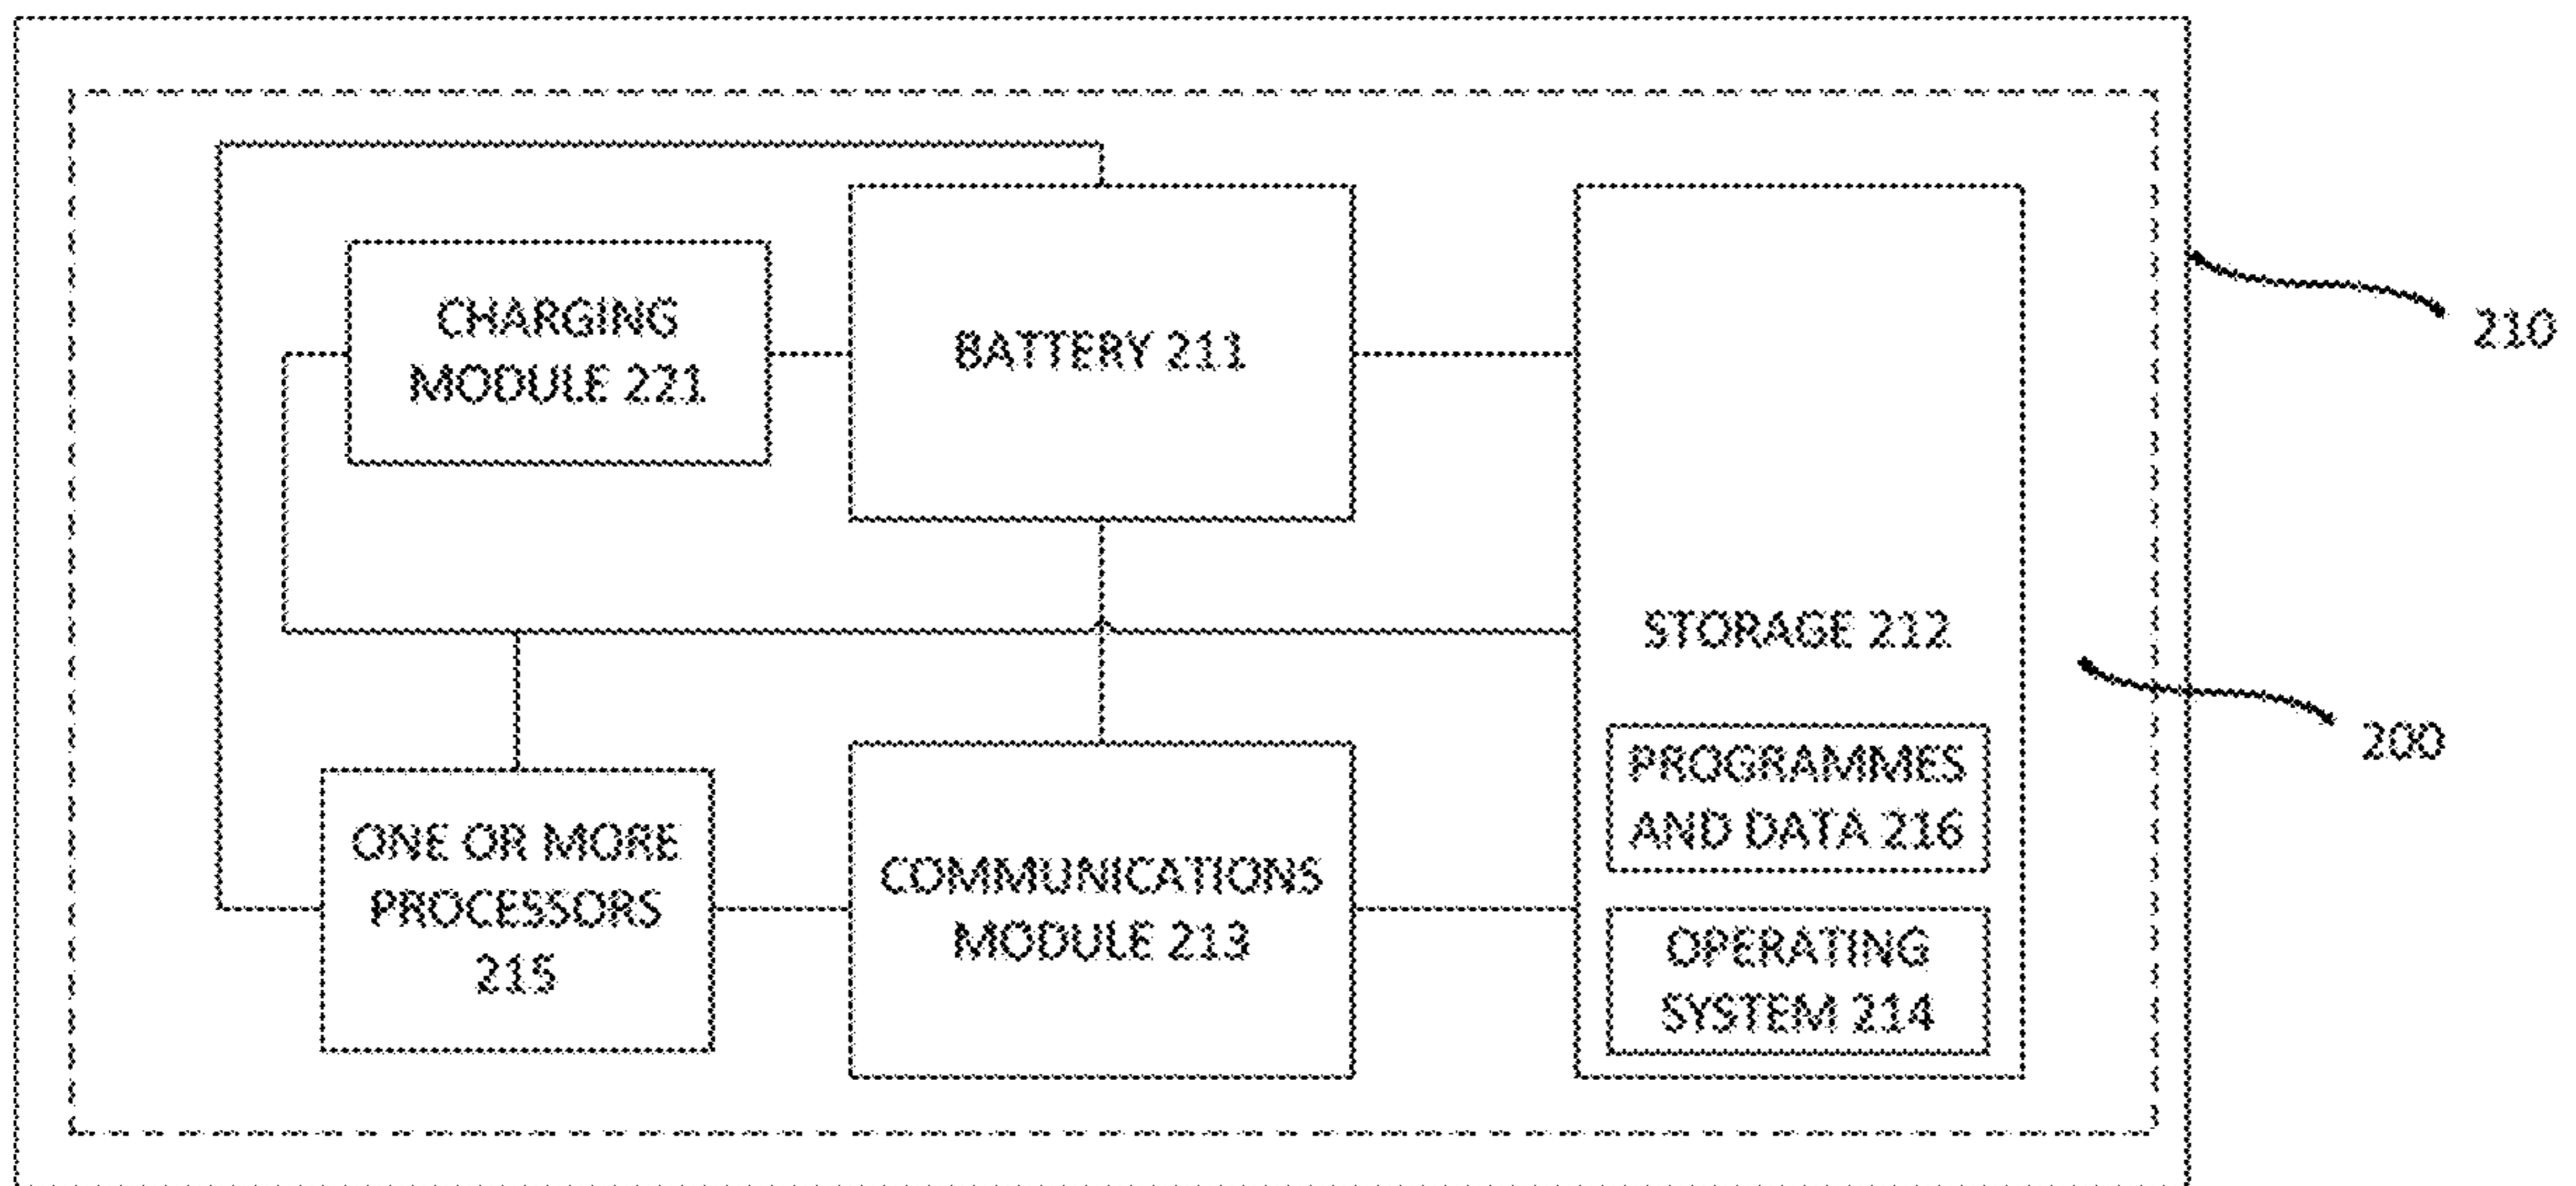 CHARGING
MODULE 221
BATTERY 211
210
STORAGE 212
200
PROGRAMMES
AND DATA 216
ONE OR MORE
PROCESSORS
215
COMMUNICATIONS
MODULE 213
OPERATING
SYSTEM 214